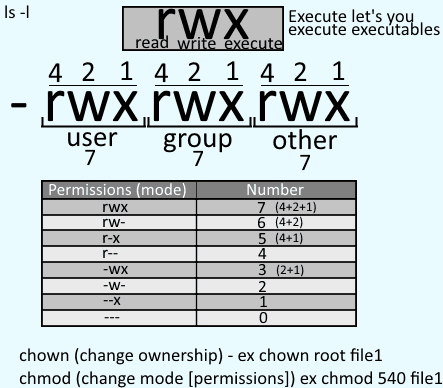 ls -l
rwx
read write execute
Execute let's you
execute executables
4 2 1 4 2 1 4 2 1
- rwx rwx rwx
user group other
7 7 7
Permissions (mode) Number
rwx 7 (4+2+1)
rw- 6 (4+2)
r-x 5 (4+1)
r-- 4
-wx 3 (2+1)
-w- 2
--x 1
--- 0
chown (change ownership) - ex chown root file1
chmod (change mode [permissions]) ex chmod 540 file1